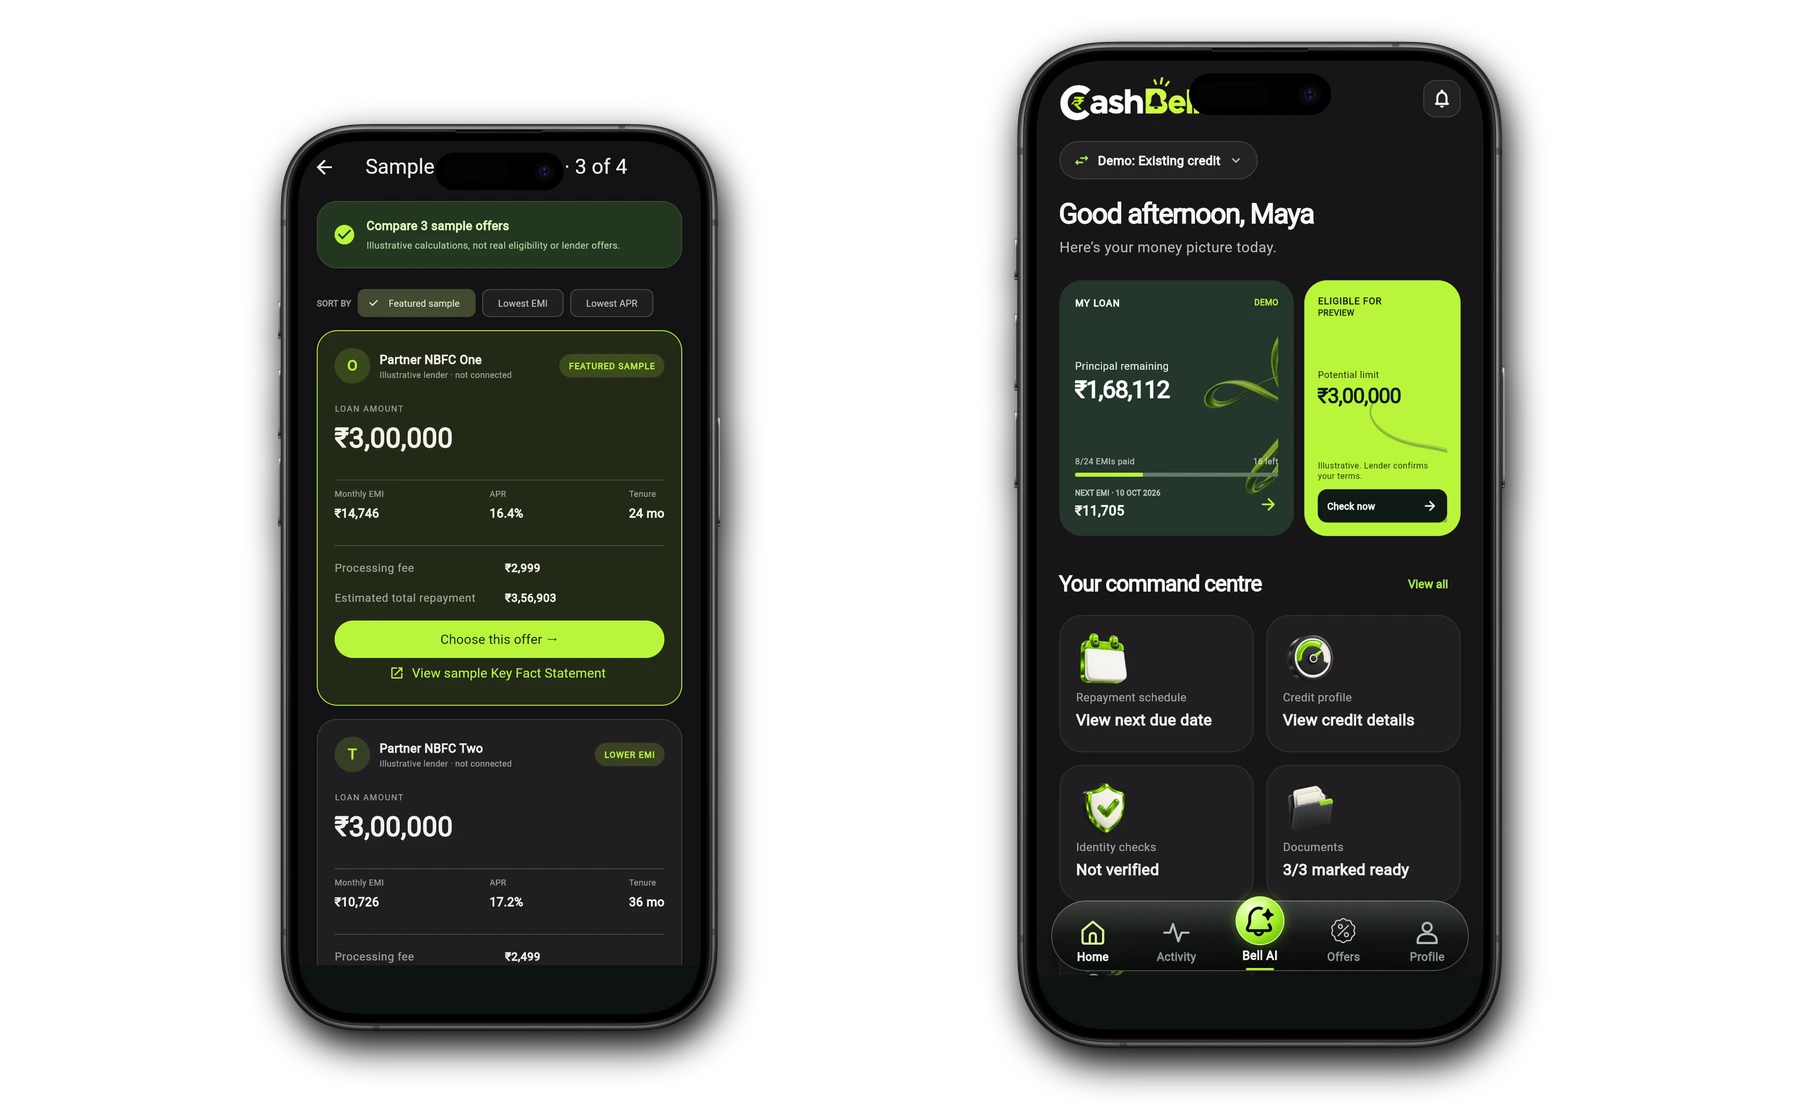 Sample · 3 of 4
Compare 3 sample offers
Illustrative calculations, not real eligibility or lender offers.
SORT BY
Featured sample
Lowest EMI
Lowest APR
O
Partner NBFC One
Illustrative lender · not connected
FEATURED SAMPLE
LOAN AMOUNT
₹3,00,000
Monthly EMI APR Tenure
₹14,746 16.4% 24 mo
Processing fee ₹2,999
Estimated total repayment ₹3,56,903
Choose this offer →
View sample Key Fact Statement
T
Partner NBFC Two
Illustrative lender · not connected
LOWER EMI
LOAN AMOUNT
₹3,00,000
Monthly EMI APR Tenure
₹10,726 17.2% 36 mo
Processing fee ₹2,499
CashBell
Demo: Existing credit
Good afternoon, Maya
Here's your money picture today.
MY LOAN DEMO
Principal remaining
₹1,68,112
8/24 EMIs paid 16 left
NEXT EMI · 10 OCT 2026
₹11,705
ELIGIBLE FOR
PREVIEW
Potential limit
₹3,00,000
Illustrative. Lender confirms
your terms.
Check now
Your command centre View all
Repayment schedule
View next due date
Credit profile
View credit details
Identity checks
Not verified
Documents
3/3 marked ready
Home Activity Bell AI Offers Profile